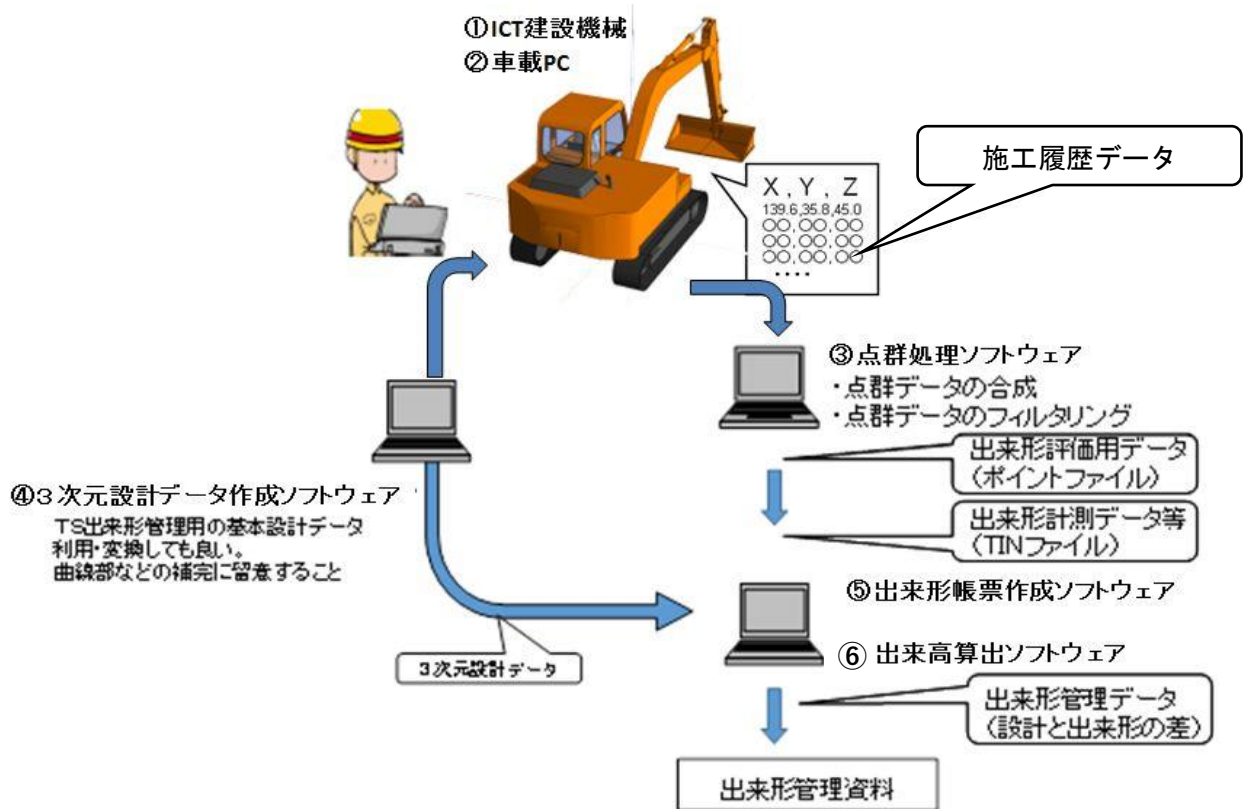 ①ICT建設機械
②車載PC
施工履歴データ
X , Y , Z
139.6,35.8,45.0
○○,○○,○○
○○,○○,○○
○○,○○,○○
・・・・
③点群処理ソフトウェア
・点群データの合成
・点群データのフィルタリング
出来形評価用データ
(ポイントファイル)
出来形計測データ等
(TINファイル)
④3次元設計データ作成ソフトウェア
TS出来形管理用の基本設計データ
利用・変換しても良い。
曲線部などの補完に留意すること
⑤出来形帳票作成ソフトウェア
⑥出来高算出ソフトウェア
3次元設計データ
出来形管理データ
(設計と出来形の差)
出来形管理資料